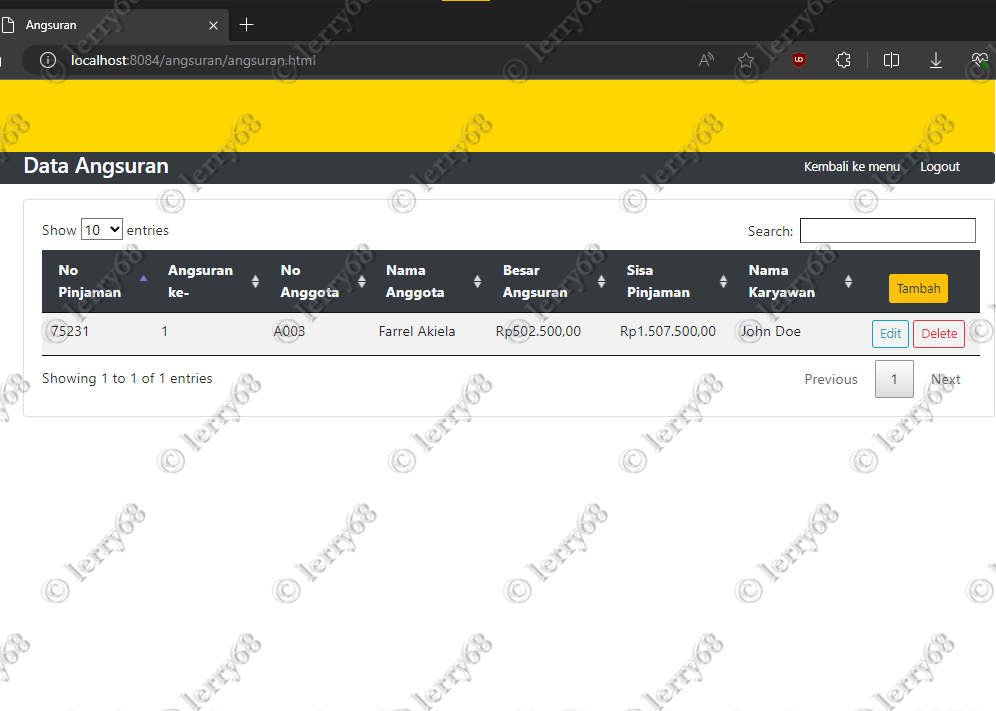 Angsuran
localhost:8084/angsuran/angsuran.html
Data Angsuran Kembali ke menu Logout
Show 10 entries Search:
No Pinjaman Angsuran ke- No Anggota Nama Anggota Besar Angsuran Sisa Pinjaman Nama Karyawan Tambah
75231 1 A003 Farrel Akiela Rp502.500,00 Rp1.507.500,00 John Doe Edit Delete
Showing 1 to 1 of 1 entries Previous 1 Next
© lerry68